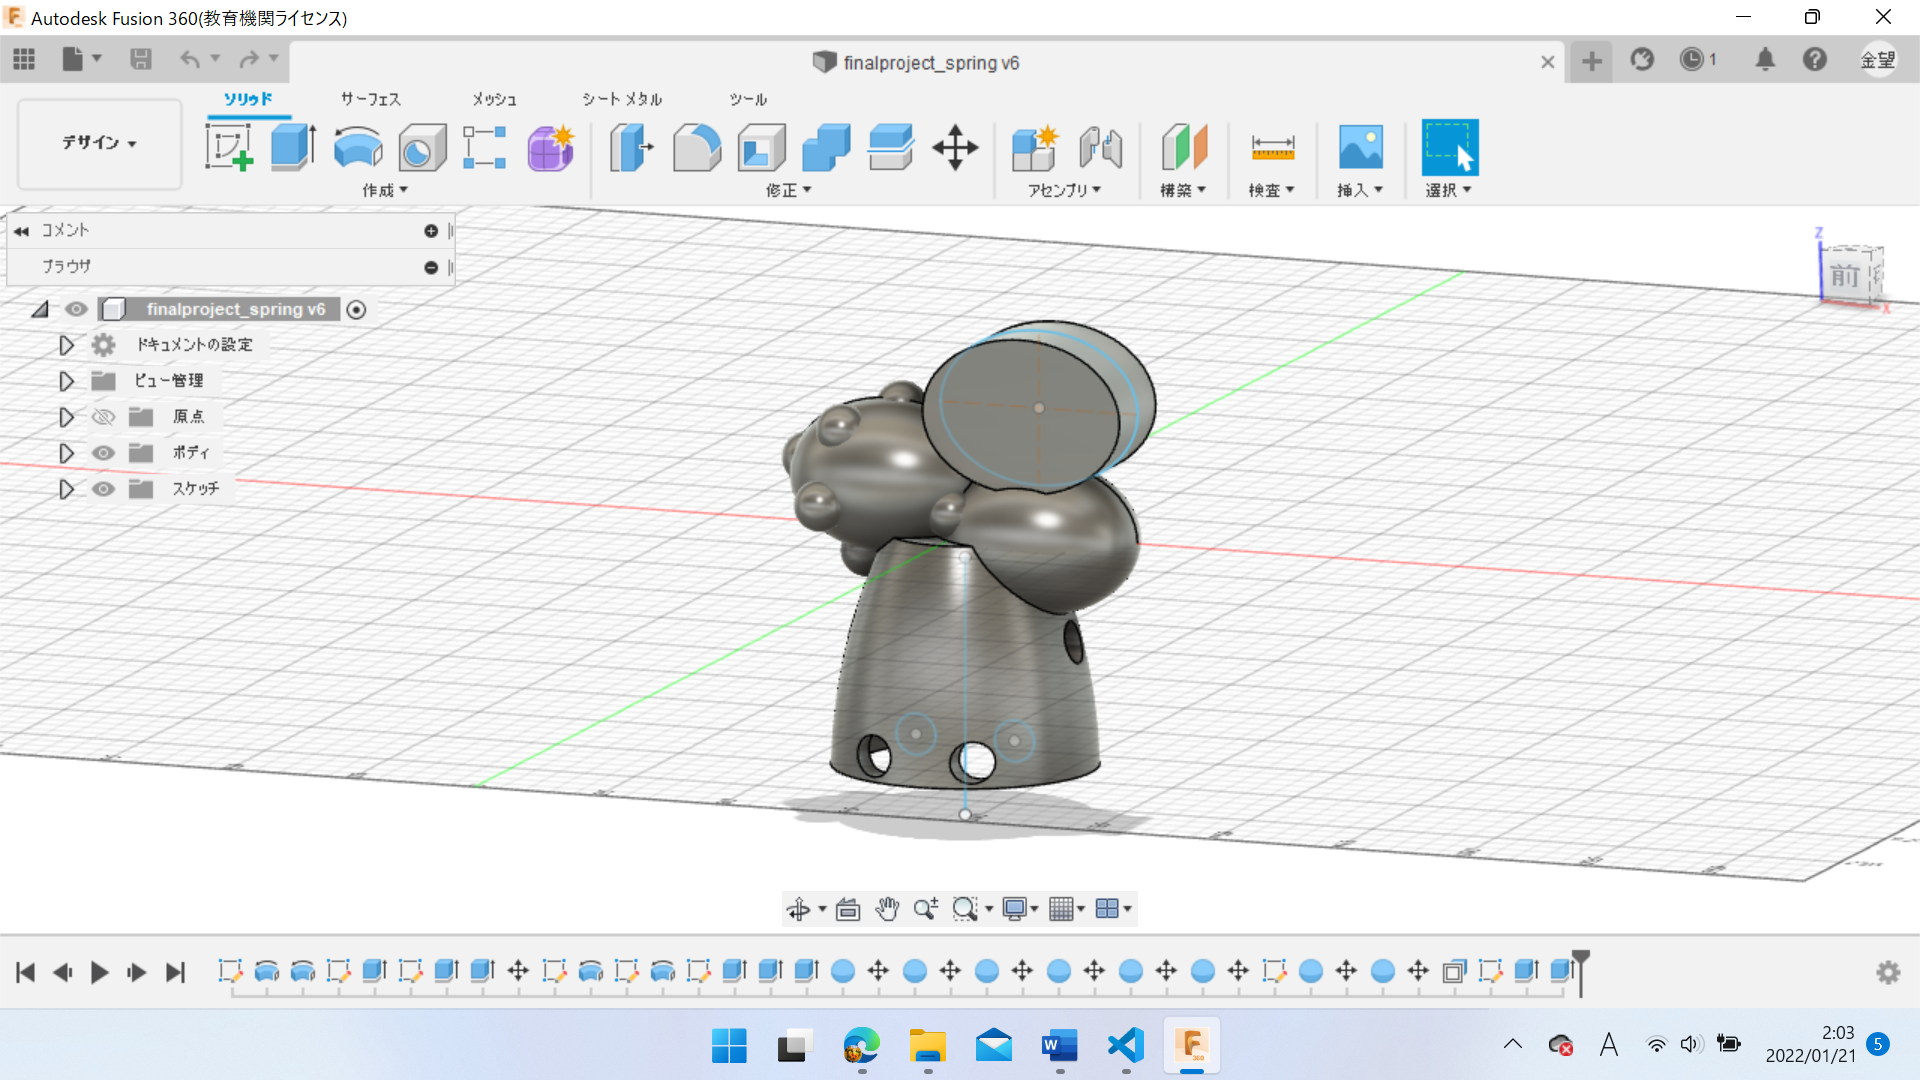 Autodesk Fusion 360(教育機関ライセンス)
finalproject_spring v6
1
金望
ソリッド
サーフェス
メッシュ
シート メタル
ツール
デザイン
作成
修正
アセンブリ
構築
検査
挿入
選択
コメント
ブラウザ
finalproject_spring v6
ドキュメントの設定
ビュー管理
原点
ボディ
スケッチ
Z
前
X
W
F
360
A
2:03
2022/01/21
5